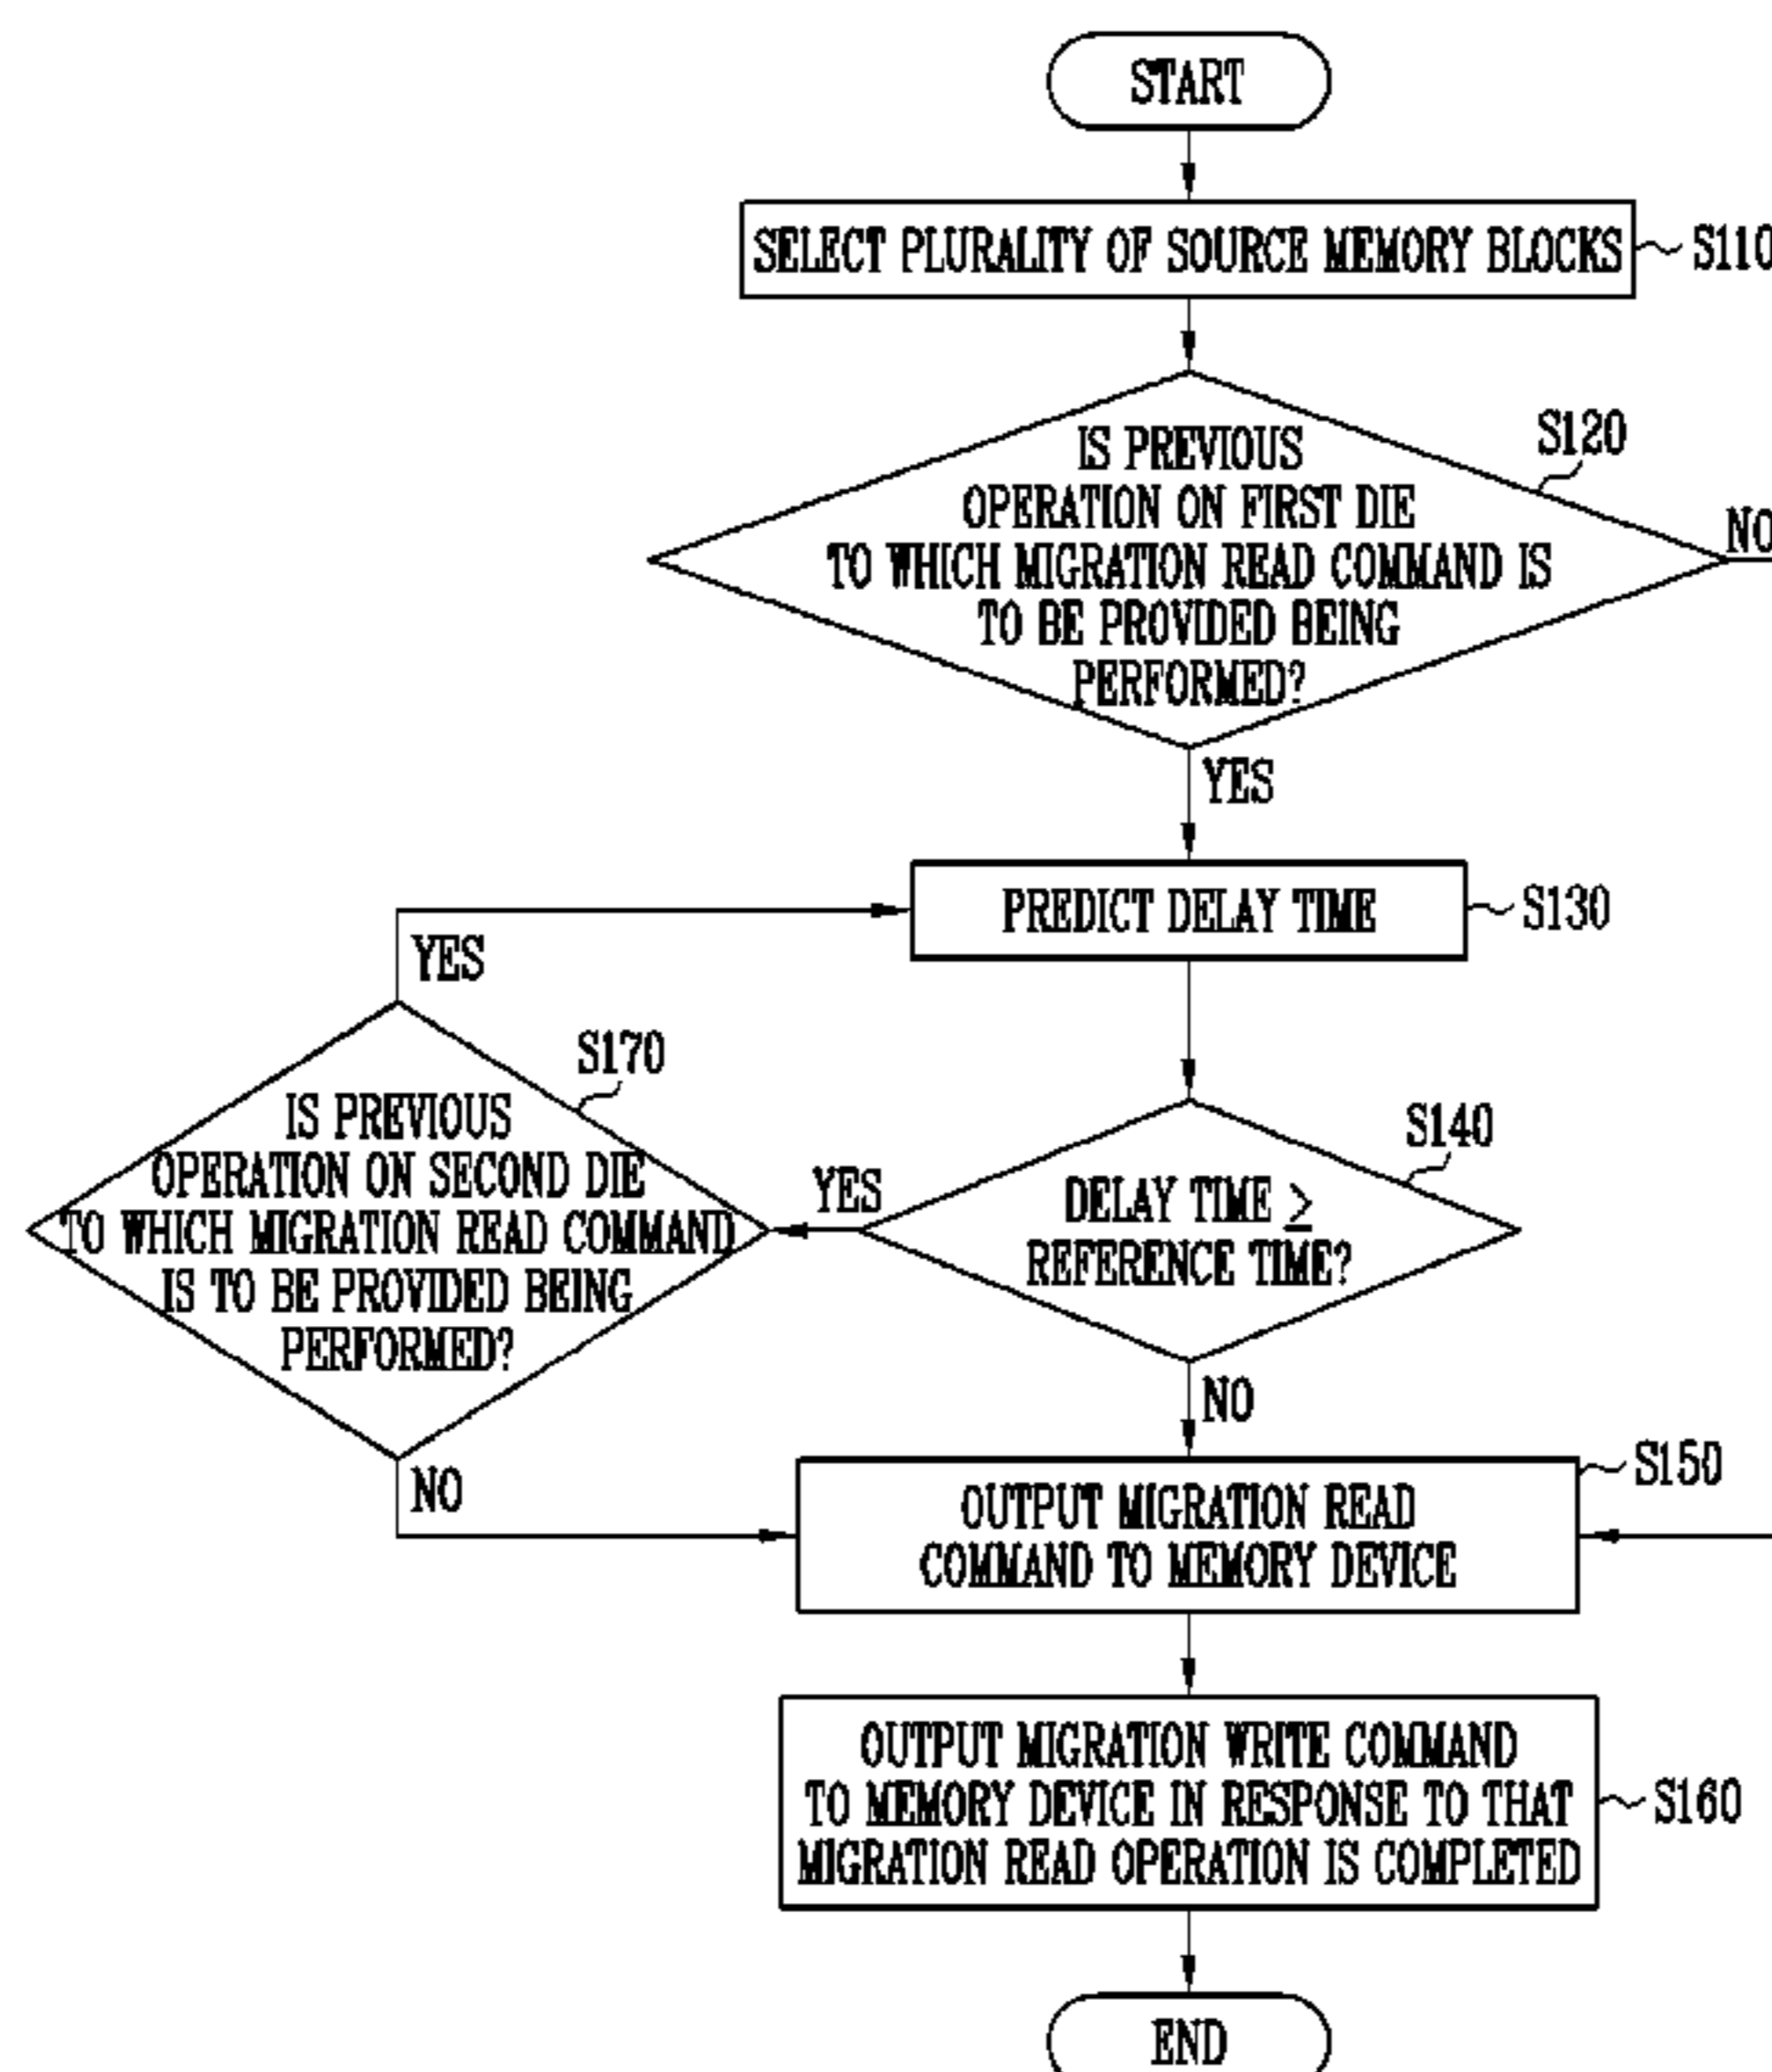 START
SELECT PLURALITY OF SOURCE MEMORY BLOCKS
S110
S120
IS PREVIOUS
OPERATION ON FIRST DIE
TO WHICH MIGRATION READ COMMAND IS
TO BE PROVIDED BEING
PERFORMED?
NO
YES
PREDICT DELAY TIME
S130
YES
S170
IS PREVIOUS
OPERATION ON SECOND DIE
TO WHICH MIGRATION READ COMMAND
IS TO BE PROVIDED BEING
PERFORMED?
YES
S140
DELAY TIME ≥
REFERENCE TIME?
NO
NO
S150
OUTPUT MIGRATION READ
COMMAND TO MEMORY DEVICE
OUTPUT MIGRATION WRITE COMMAND
TO MEMORY DEVICE IN RESPONSE TO THAT
MIGRATION READ OPERATION IS COMPLETED
S160
END